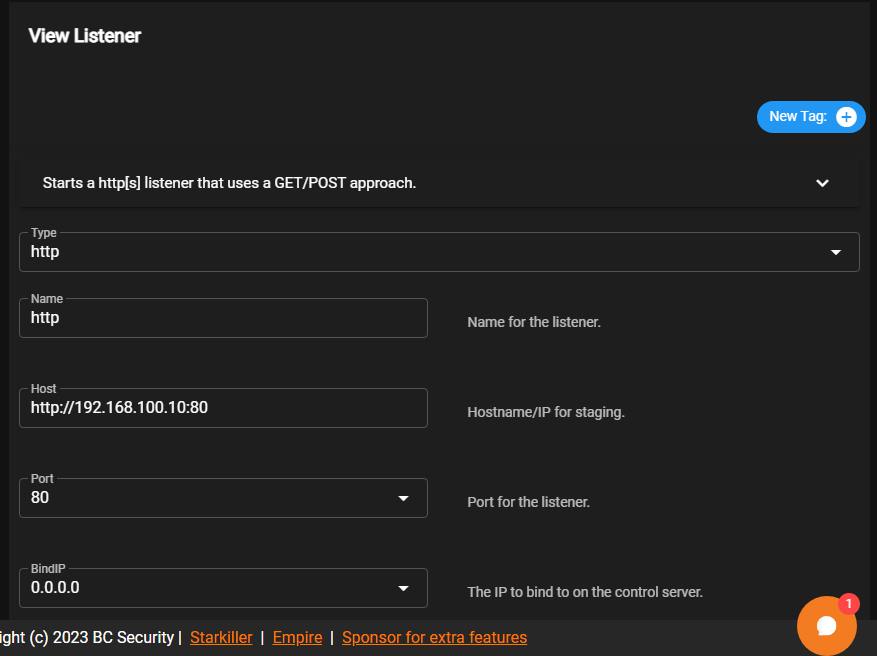 View Listener
New Tag:
Starts a http[s] listener that uses a GET/POST approach.
Type
http
Name
http
Name for the listener.
Host
http://192.168.100.10:80
Hostname/IP for staging.
Port
80
Port for the listener.
BindIP
0.0.0.0
The IP to bind to on the control server.
1
ight (c) 2023 BC Security | Starkiller | Empire | Sponsor for extra features